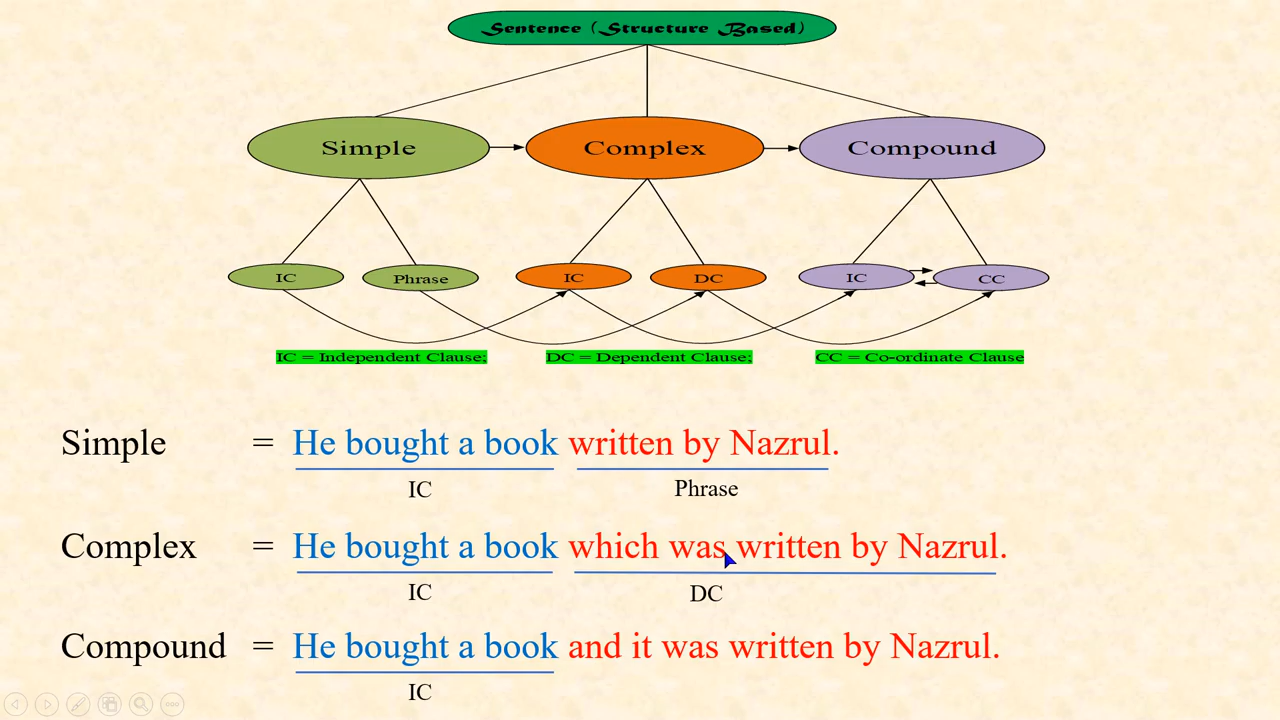 Sentence (Structure Based)
Simple Complex Compound
IC Phrase IC DC IC CC
IC = Independent Clause; DC = Dependent Clause; CC = Co-ordinate Clause
Simple = He bought a book written by Nazrul.
IC Phrase
Complex = He bought a book which was written by Nazrul.
IC DC
Compound = He bought a book and it was written by Nazrul.
IC